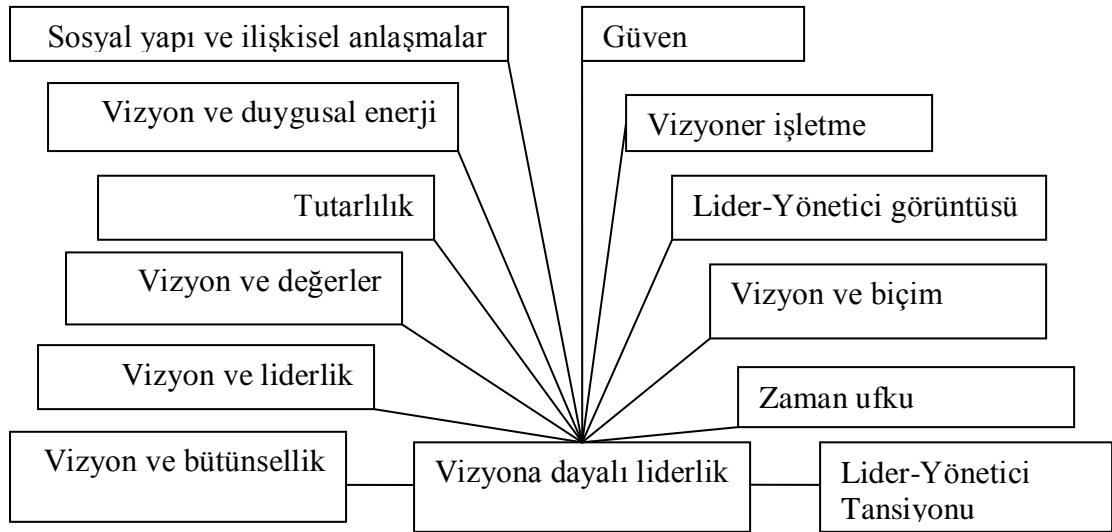 Sosyal yapı ve ilişkisel anlaşmalar
Güven
Vizyon ve duygusal enerji
Vizyoner işletme
Tutarlılık
Lider-Yönetici görüntüsü
Vizyon ve değerler
Vizyon ve biçim
Vizyon ve liderlik
Zaman ufku
Vizyon ve bütünsellik
Vizyona dayalı liderlik
Lider-Yönetici
Tansiyonu